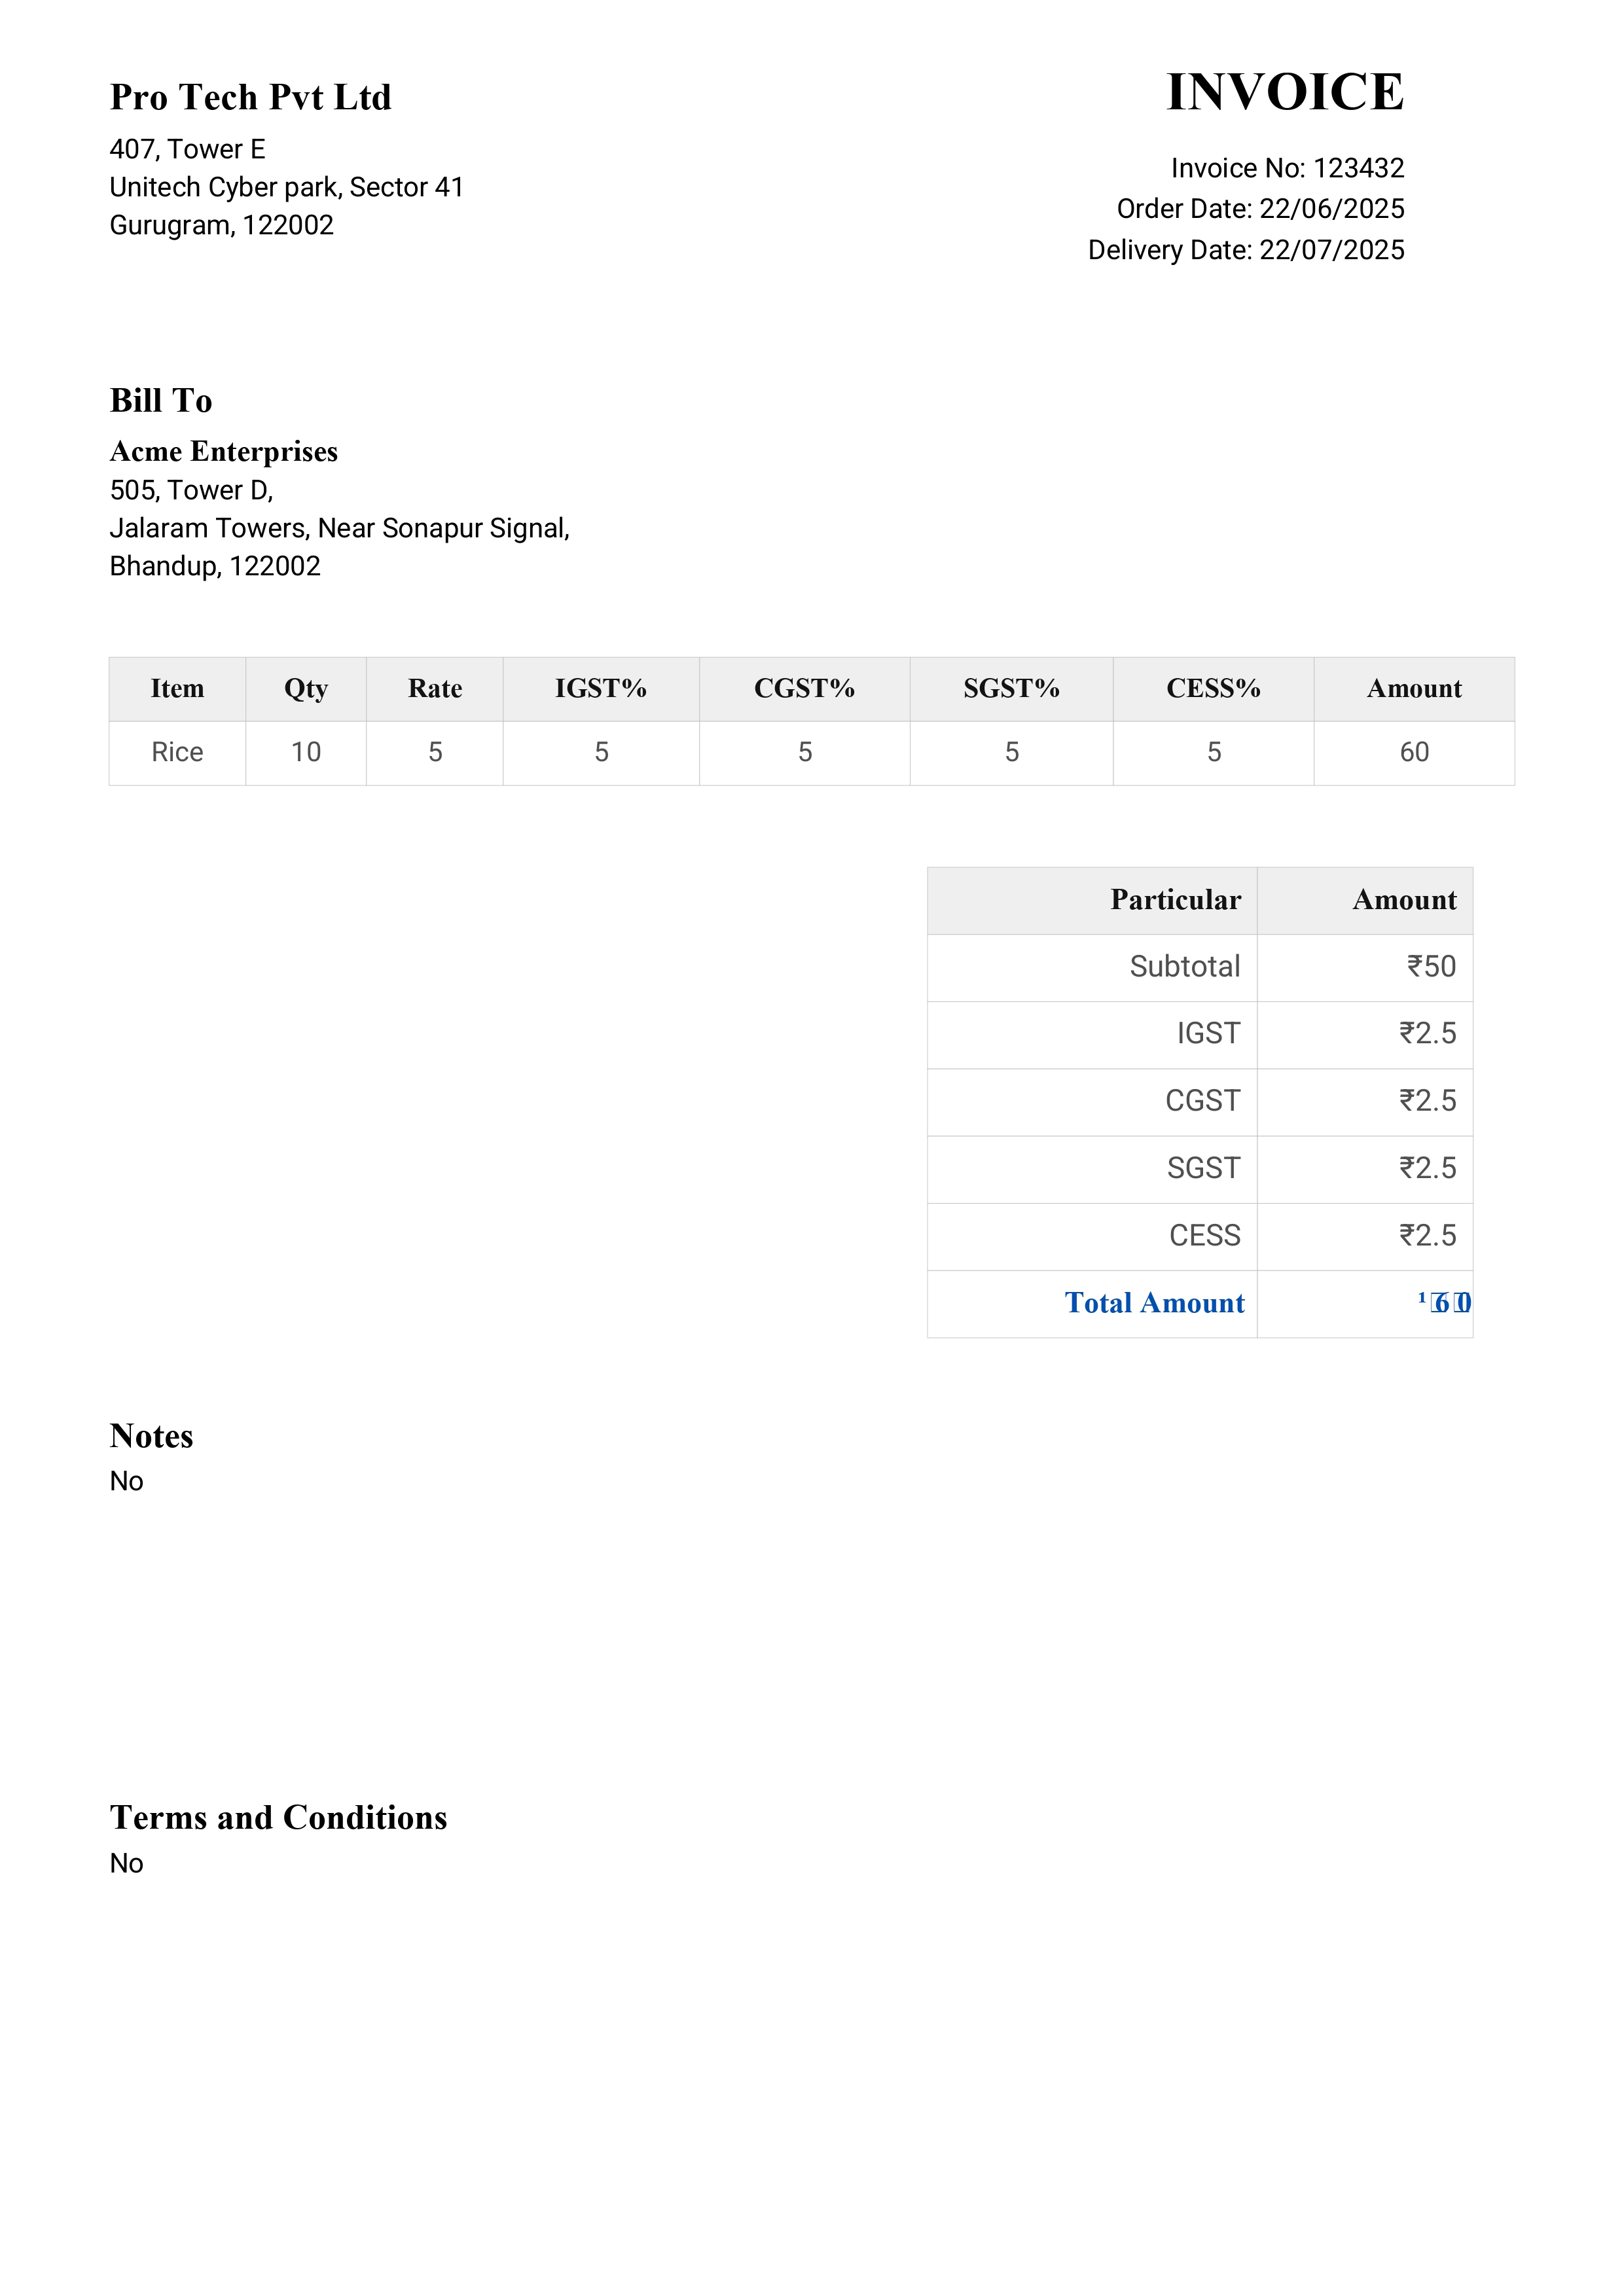 Pro Tech Pvt Ltd
407, Tower E
Unitech Cyber park, Sector 41
Gurugram, 122002
INVOICE
Invoice No: 123432
Order Date: 22/06/2025
Delivery Date: 22/07/2025
Bill To
Acme Enterprises
505, Tower D,
Jalaram Towers, Near Sonapur Signal,
Bhandup, 122002
Item Qty Rate IGST% CGST% SGST% CESS% Amount
Rice 10 5 5 5 5 5 60
Particular Amount
Subtotal ₹50
IGST ₹2.5
CGST ₹2.5
SGST ₹2.5
CESS ₹2.5
Total Amount ¹60
Notes
No
Terms and Conditions
No